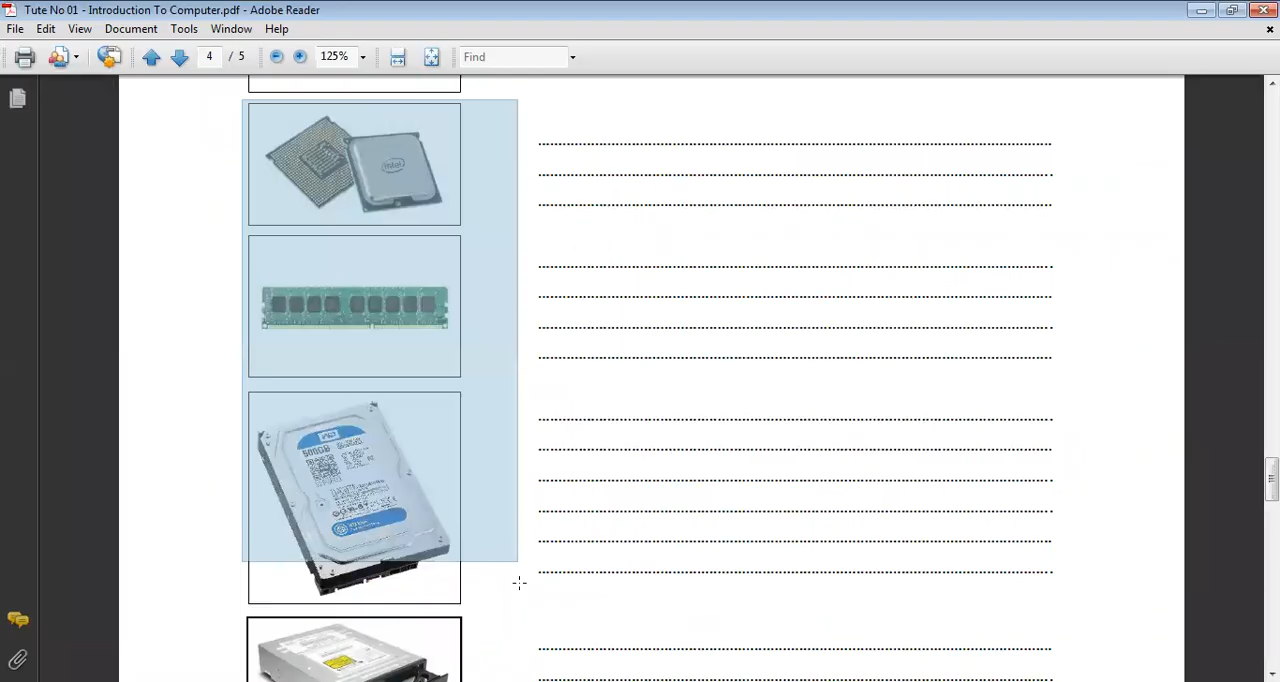 Tute No 01 - Introduction To Computer.pdf - Adobe Reader
File Edit View Document Tools Window Help
4 / 5 125% Find
intel
WD
500GB